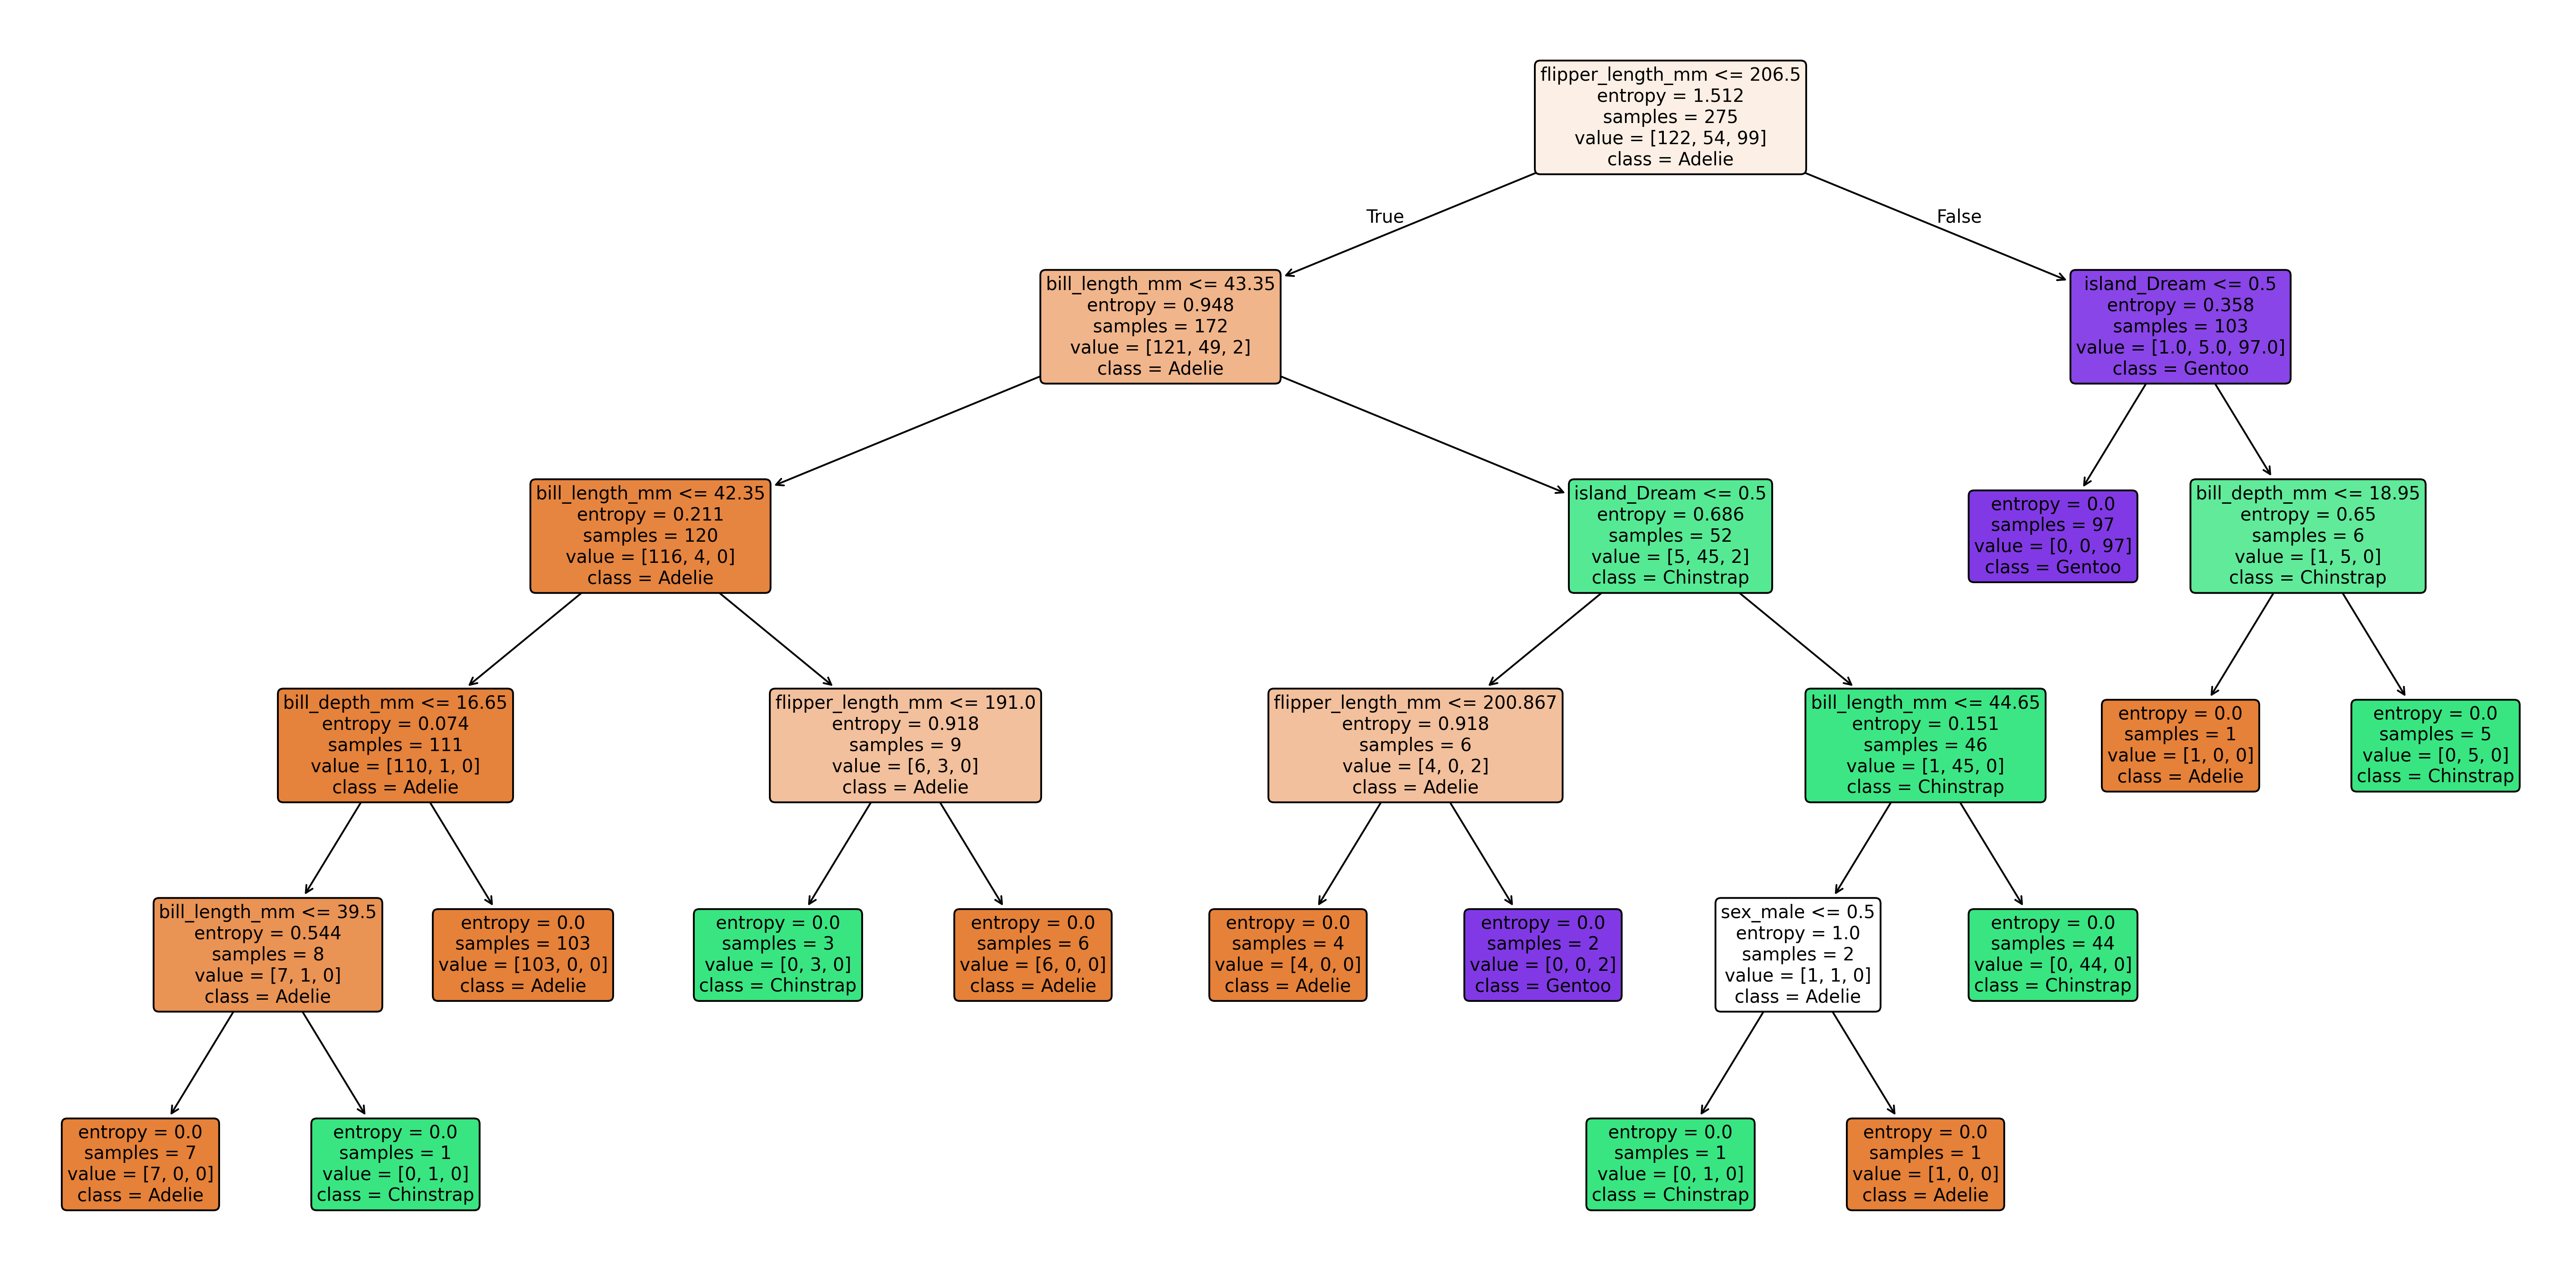 flipper_length_mm <= 206.5
entropy = 1.512
samples = 275
value = [122, 54, 99]
class = Adelie
True
False
bill_length_mm <= 43.35
entropy = 0.948
samples = 172
value = [121, 49, 2]
class = Adelie
island_Dream <= 0.5
entropy = 0.358
samples = 103
value = [1.0, 5.0, 97.0]
class = Gentoo
bill_length_mm <= 42.35
entropy = 0.211
samples = 120
value = [116, 4, 0]
class = Adelie
island_Dream <= 0.5
entropy = 0.686
samples = 52
value = [5, 45, 2]
class = Chinstrap
entropy = 0.0
samples = 97
value = [0, 0, 97]
class = Gentoo
bill_depth_mm <= 18.95
entropy = 0.65
samples = 6
value = [1, 5, 0]
class = Chinstrap
bill_depth_mm <= 16.65
entropy = 0.074
samples = 111
value = [110, 1, 0]
class = Adelie
flipper_length_mm <= 191.0
entropy = 0.918
samples = 9
value = [6, 3, 0]
class = Adelie
flipper_length_mm <= 200.867
entropy = 0.918
samples = 6
value = [4, 0, 2]
class = Adelie
bill_length_mm <= 44.65
entropy = 0.151
samples = 46
value = [1, 45, 0]
class = Chinstrap
entropy = 0.0
samples = 1
value = [1, 0, 0]
class = Adelie
entropy = 0.0
samples = 5
value = [0, 5, 0]
class = Chinstrap
bill_length_mm <= 39.5
entropy = 0.544
samples = 8
value = [7, 1, 0]
class = Adelie
entropy = 0.0
samples = 103
value = [103, 0, 0]
class = Adelie
entropy = 0.0
samples = 3
value = [0, 3, 0]
class = Chinstrap
entropy = 0.0
samples = 6
value = [6, 0, 0]
class = Adelie
entropy = 0.0
samples = 4
value = [4, 0, 0]
class = Adelie
entropy = 0.0
samples = 2
value = [0, 0, 2]
class = Gentoo
sex_male <= 0.5
entropy = 1.0
samples = 2
value = [1, 1, 0]
class = Adelie
entropy = 0.0
samples = 44
value = [0, 44, 0]
class = Chinstrap
entropy = 0.0
samples = 7
value = [7, 0, 0]
class = Adelie
entropy = 0.0
samples = 1
value = [0, 1, 0]
class = Chinstrap
entropy = 0.0
samples = 1
value = [0, 1, 0]
class = Chinstrap
entropy = 0.0
samples = 1
value = [1, 0, 0]
class = Adelie